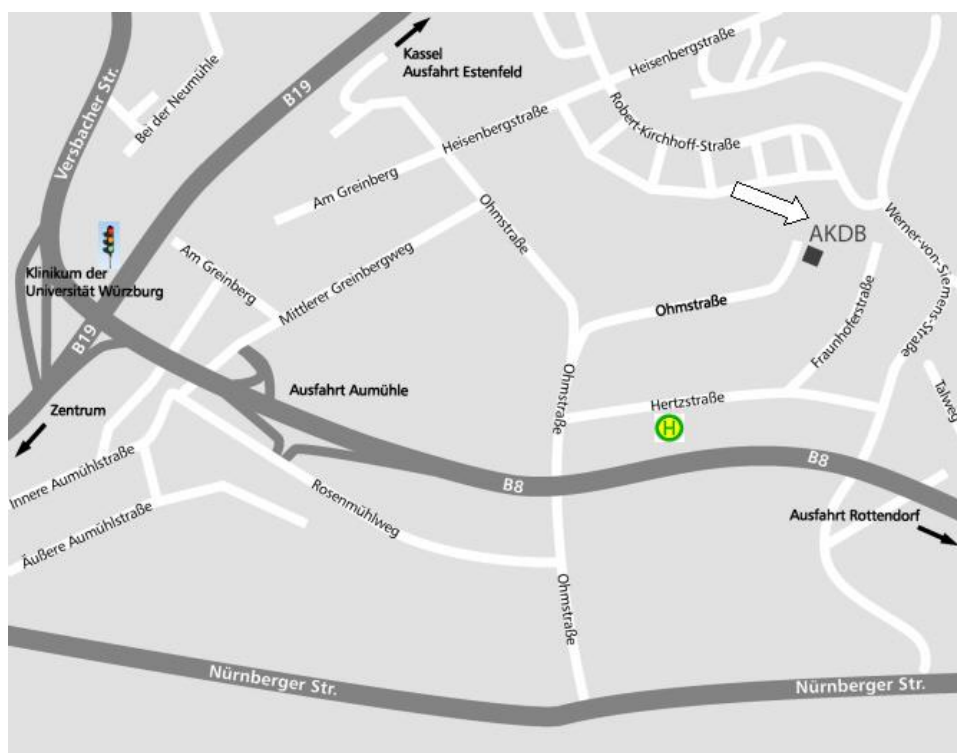 Versbacher Str.
Bei der Neumühle
B19
Kassel
Ausfahrt Estenfeld
Heisenbergstraße
Heisenbergstraße
Robert-Kirchhoff-Straße
Am Greinberg
Ohmstraße
Werner-von-Siemens-Straße
AKDB
Klinikum der
Universität Würzburg
Am Greinberg
Mittlerer Greinbergweg
Ohmstraße
Fraunhoferstraße
B19
Ausfahrt Aumühle
Ohmstraße
Hertzstraße
Talweg
Zentrum
H
Innere Aumühlstraße
Rosenmühlweg
B8
B8
Äußere Aumühlstraße
Ausfahrt Rottendorf
Ohmstraße
Nürnberger Str.
Nürnberger Str.